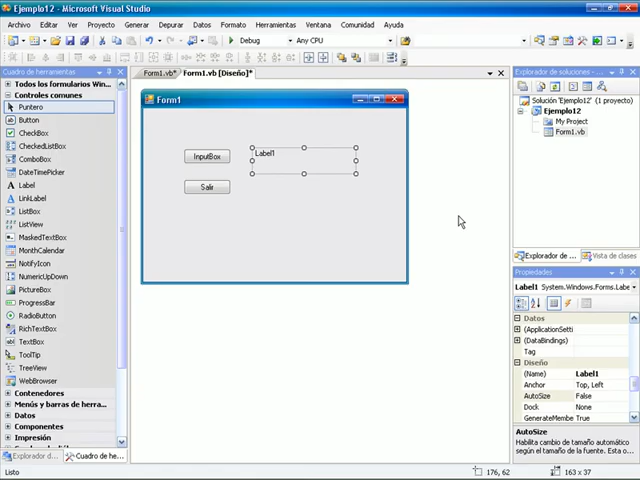 Ejemplo12 - Microsoft Visual Studio
Archivo Editar Ver Proyecto Generar Depurar Datos Formato Herramientas Ventana Comunidad Ayuda
Debug Any CPU
Cuadro de herramientas
Todos los formularios Win...
Controles comunes
Puntero
Button
CheckBox
CheckedListBox
ComboBox
DateTimePicker
Label
LinkLabel
ListBox
ListView
MaskedTextBox
MonthCalendar
NotifyIcon
NumericUpDown
PictureBox
ProgressBar
RadioButton
RichTextBox
TextBox
ToolTip
TreeView
WebBrowser
Contenedores
Menús y barras de herra...
Datos
Componentes
Impresión
Explorador d... Cuadro de he...
Listo
Form1.vb* Form1.vb [Diseño]*
Form1
InputBox
Label1
Salir
Explorador de soluciones - ...
Solución 'Ejemplo12' (1 proyecto)
Ejemplo12
My Project
Form1.vb
Explorador de ... Vista de clases
Propiedades
Label1 System.Windows.Forms.Labe
Datos
(ApplicationSetti
(DataBindings)
Tag
Diseño
(Name) Label1
Anchor Top, Left
AutoSize False
Dock None
GenerateMembe True
AutoSize
Habilita cambio de tamaño automático
según el tamaño de la fuente. Esta o...
176, 62 163 x 37